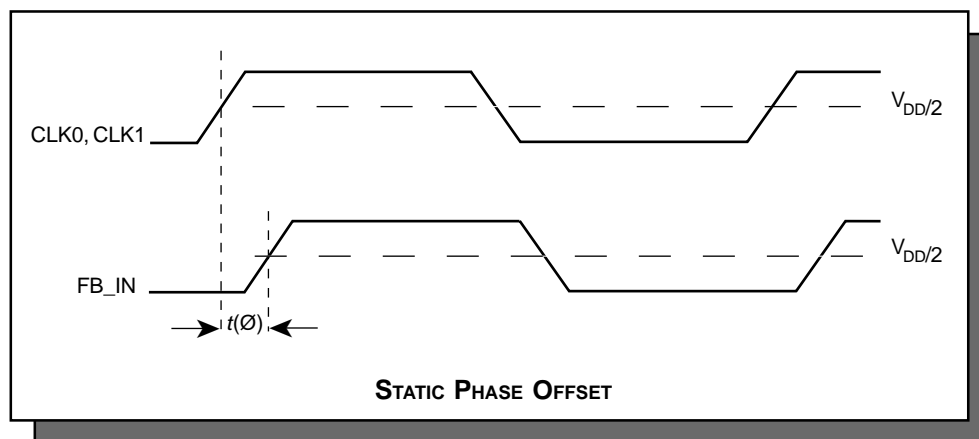 CLK0, CLK1
V_DD/2
FB_IN
V_DD/2
t(Ø)
STATIC PHASE OFFSET